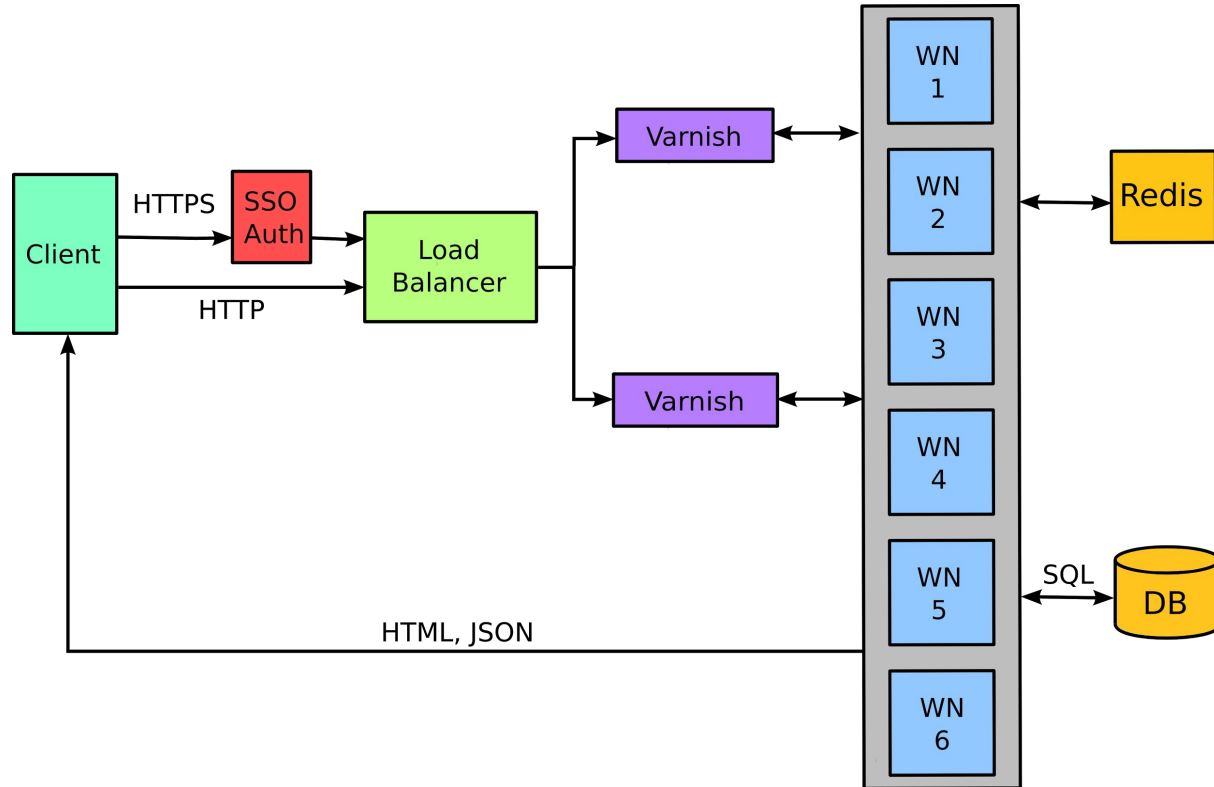 Client
HTTPS
HTTP
SSO
Auth
Load
Balancer
Varnish
Varnish
WN
1
WN
2
WN
3
WN
4
WN
5
WN
6
Redis
SQL
DB
HTML, JSON